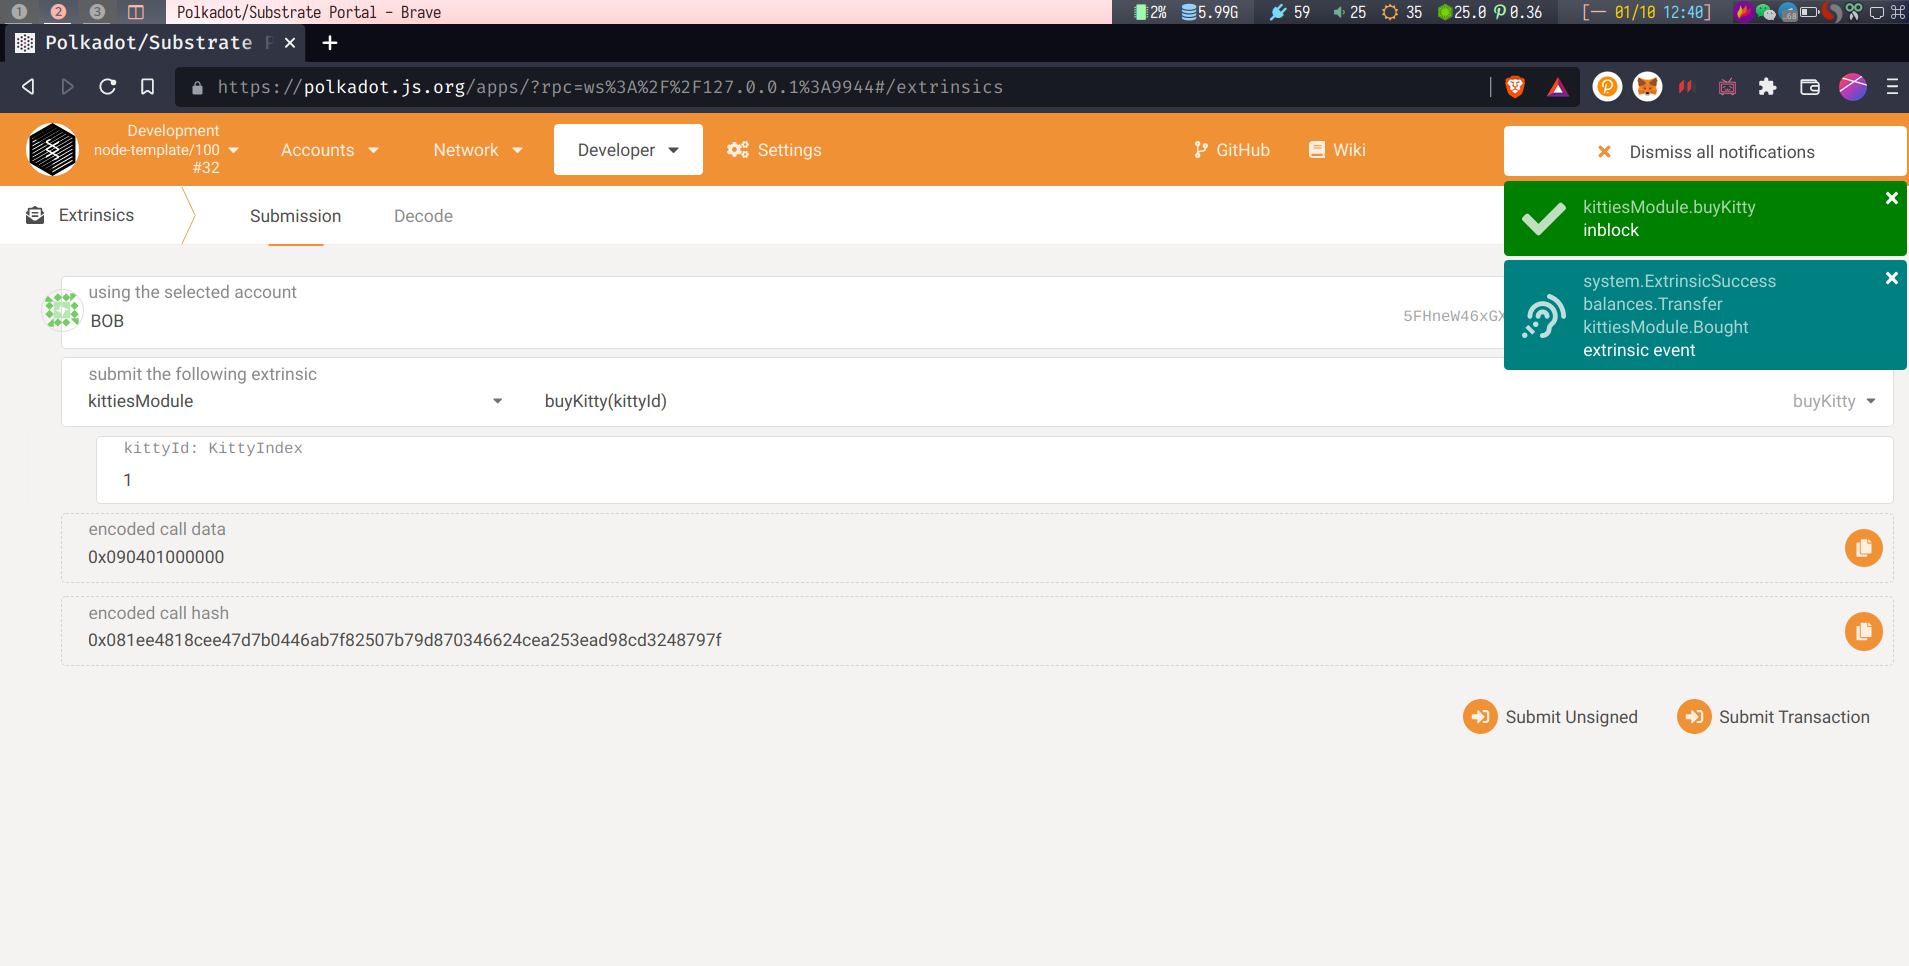 1 2 3 Polkadot/Substrate Portal - Brave 2% 5.99G 59 25 35 25.0 0.36 [一 01/10 12:40] .68
Polkadot/Substrate P
https://polkadot.js.org/apps/?rpc=ws%3A%2F%2F127.0.0.1%3A9944#/extrinsics
Development
node-template/100
#32
Accounts
Network
Developer
Settings
GitHub
Wiki
Dismiss all notifications
Extrinsics
Submission
Decode
kittiesModule.buyKitty
inblock
system.ExtrinsicSuccess
balances.Transfer
kittiesModule.Bought
extrinsic event
using the selected account
BOB
5FHneW46xGX
submit the following extrinsic
kittiesModule
buyKitty(kittyId)
buyKitty
kittyId: KittyIndex
1
encoded call data
0x090401000000
encoded call hash
0x081ee4818cee47d7b0446ab7f82507b79d870346624cea253ead98cd3248797f
Submit Unsigned
Submit Transaction